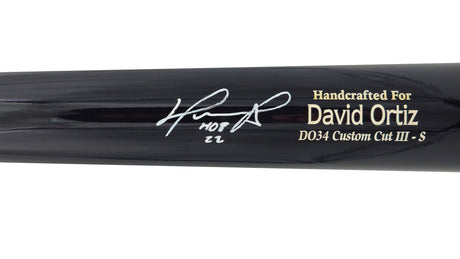 HOF
22
Handcrafted For
David Ortiz
DO34 Custom Cut III - S